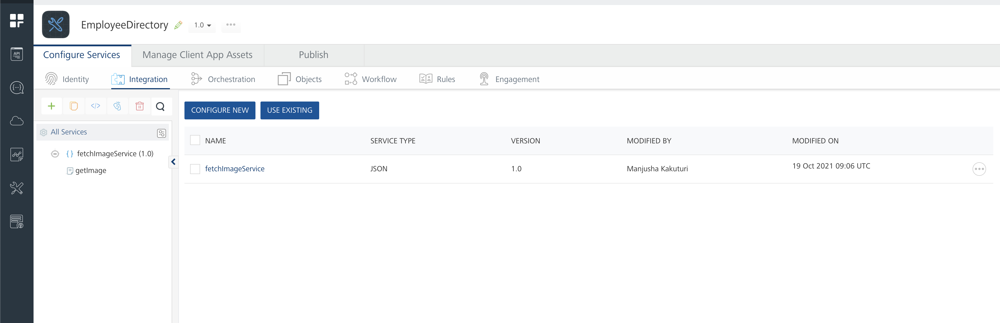 EmployeeDirectory 1.0
Configure Services Manage Client App Assets Publish
API
Identity Integration Orchestration Objects Workflow Rules Engagement
CONFIGURE NEW USE EXISTING
All Services
fetchImageService (1.0)
getImage
NAME SERVICE TYPE VERSION MODIFIED BY MODIFIED ON
fetchImageService JSON 1.0 Manjusha Kakuturi 19 Oct 2021 09:06 UTC